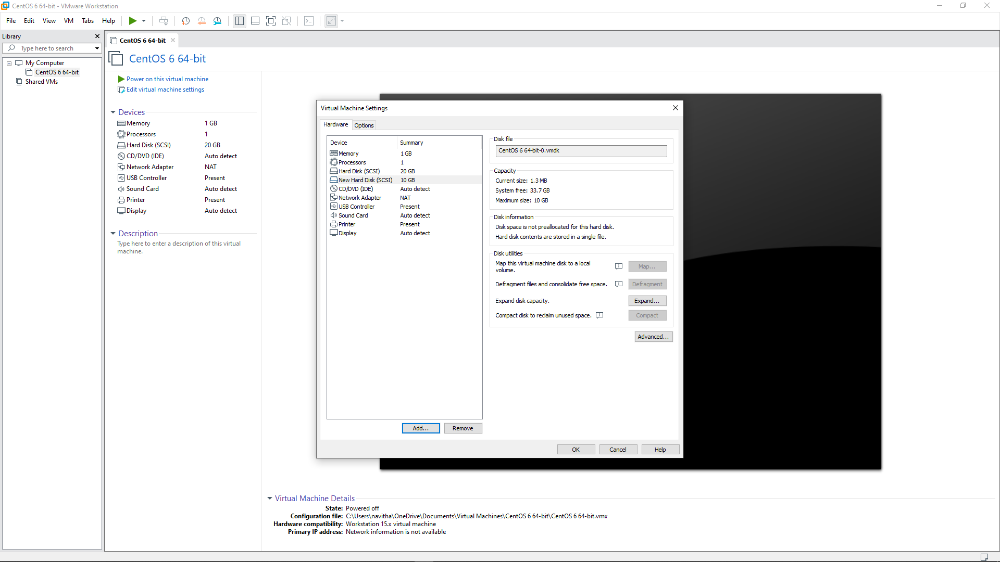 CentOS 6 64-bit - VMware Workstation
File Edit View VM Tabs Help
Library
Type here to search
My Computer
CentOS 6 64-bit
Shared VMs
CentOS 6 64-bit
CentOS 6 64-bit
Power on this virtual machine
Edit virtual machine settings
Devices
Memory 1 GB
Processors 1
Hard Disk (SCSI) 20 GB
CD/DVD (IDE) Auto detect
Network Adapter NAT
USB Controller Present
Sound Card Auto detect
Printer Present
Display Auto detect
Description
Type here to enter a description of this virtual
machine.
Virtual Machine Settings
Hardware Options
Device Summary
Memory 1 GB
Processors 1
Hard Disk (SCSI) 20 GB
New Hard Disk (SCSI) 10 GB
CD/DVD (IDE) Auto detect
Network Adapter NAT
USB Controller Present
Sound Card Auto detect
Printer Present
Display Auto detect
Add... Remove
Disk file
CentOS 6 64-bit-0.vmdk
Capacity
Current size: 1.3 MB
System free: 33.7 GB
Maximum size: 10 GB
Disk information
Disk space is not preallocated for this hard disk.
Hard disk contents are stored in a single file.
Disk utilities
Map this virtual machine disk to a local
volume.
Map...
Defragment files and consolidate free space. Defragment
Expand disk capacity. Expand...
Compact disk to reclaim unused space. Compact
Advanced...
OK Cancel Help
Virtual Machine Details
State: Powered off
Configuration file: C:\Users\navitha\OneDrive\Documents\Virtual Machines\CentOS 6 64-bit\CentOS 6 64-bit.vmx
Hardware compatibility: Workstation 15.x virtual machine
Primary IP address: Network information is not available